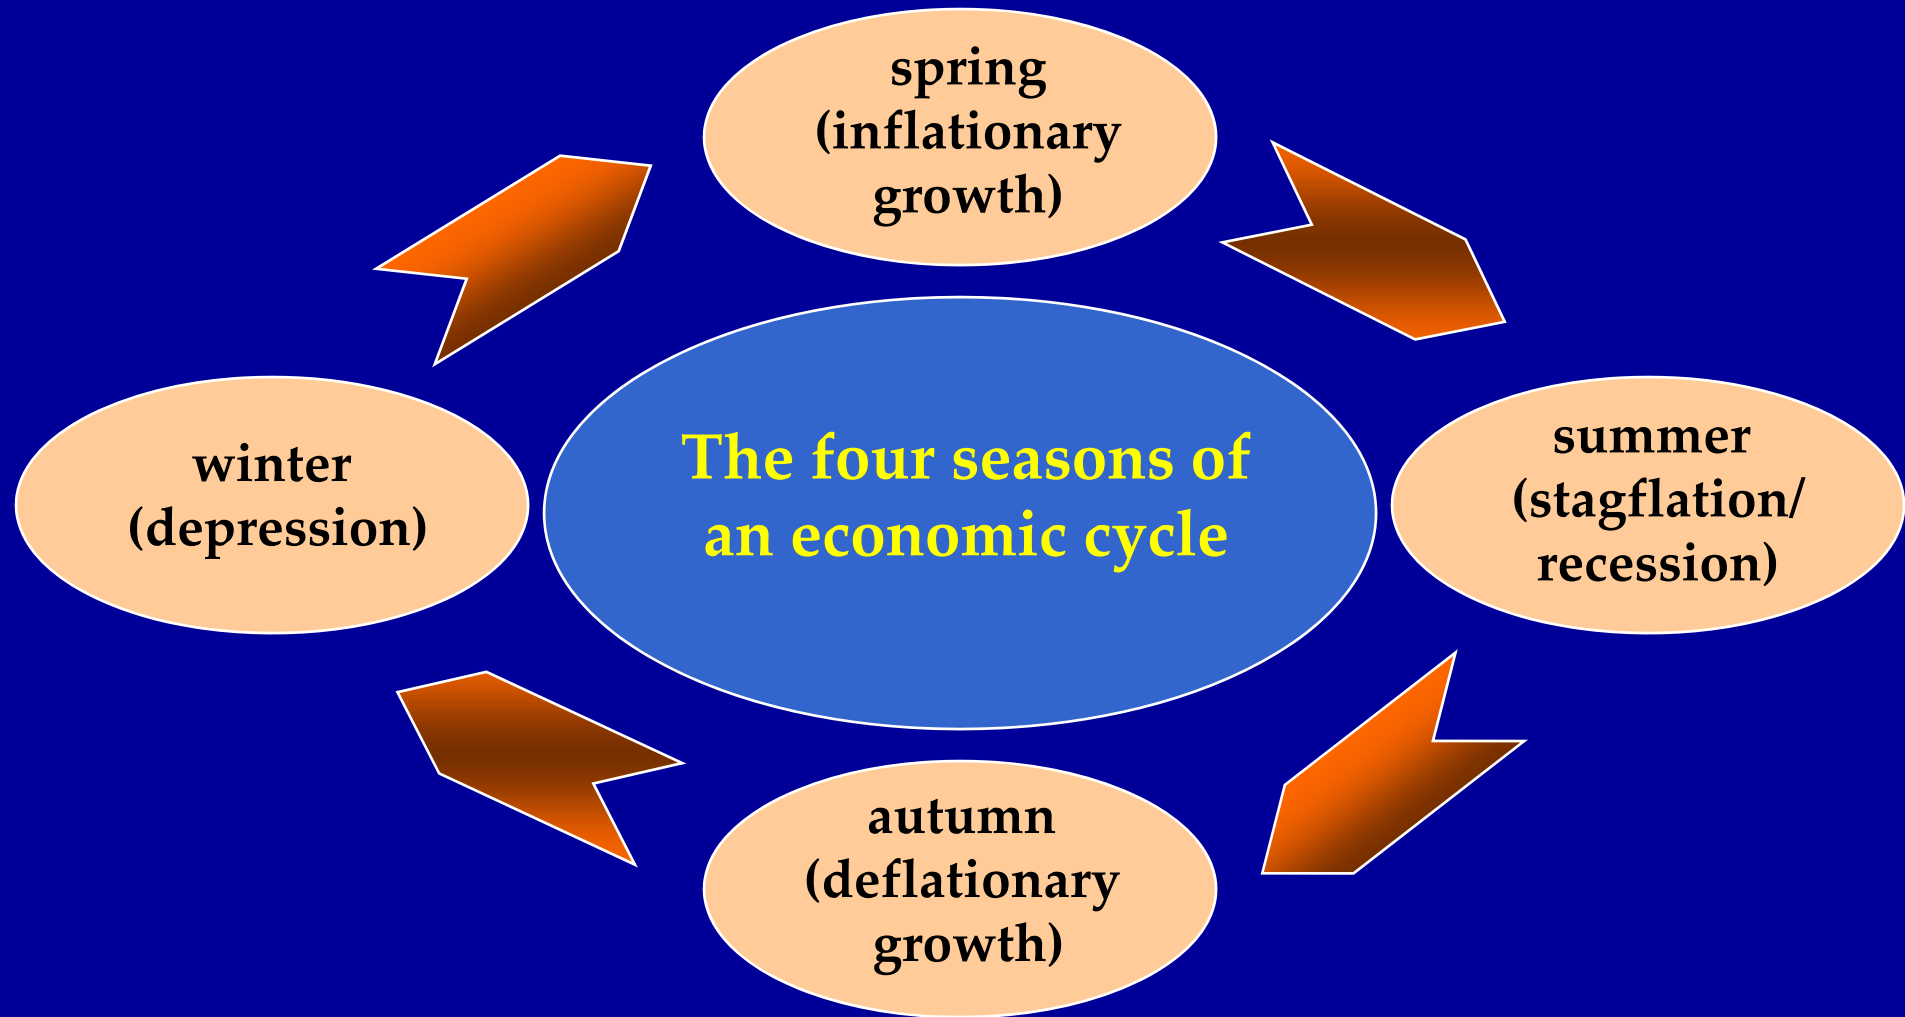 spring
(inflationary
growth)
The four seasons of
an economic cycle
winter
(depression)
summer
(stagflation/
recession)
autumn
(deflationary
growth)